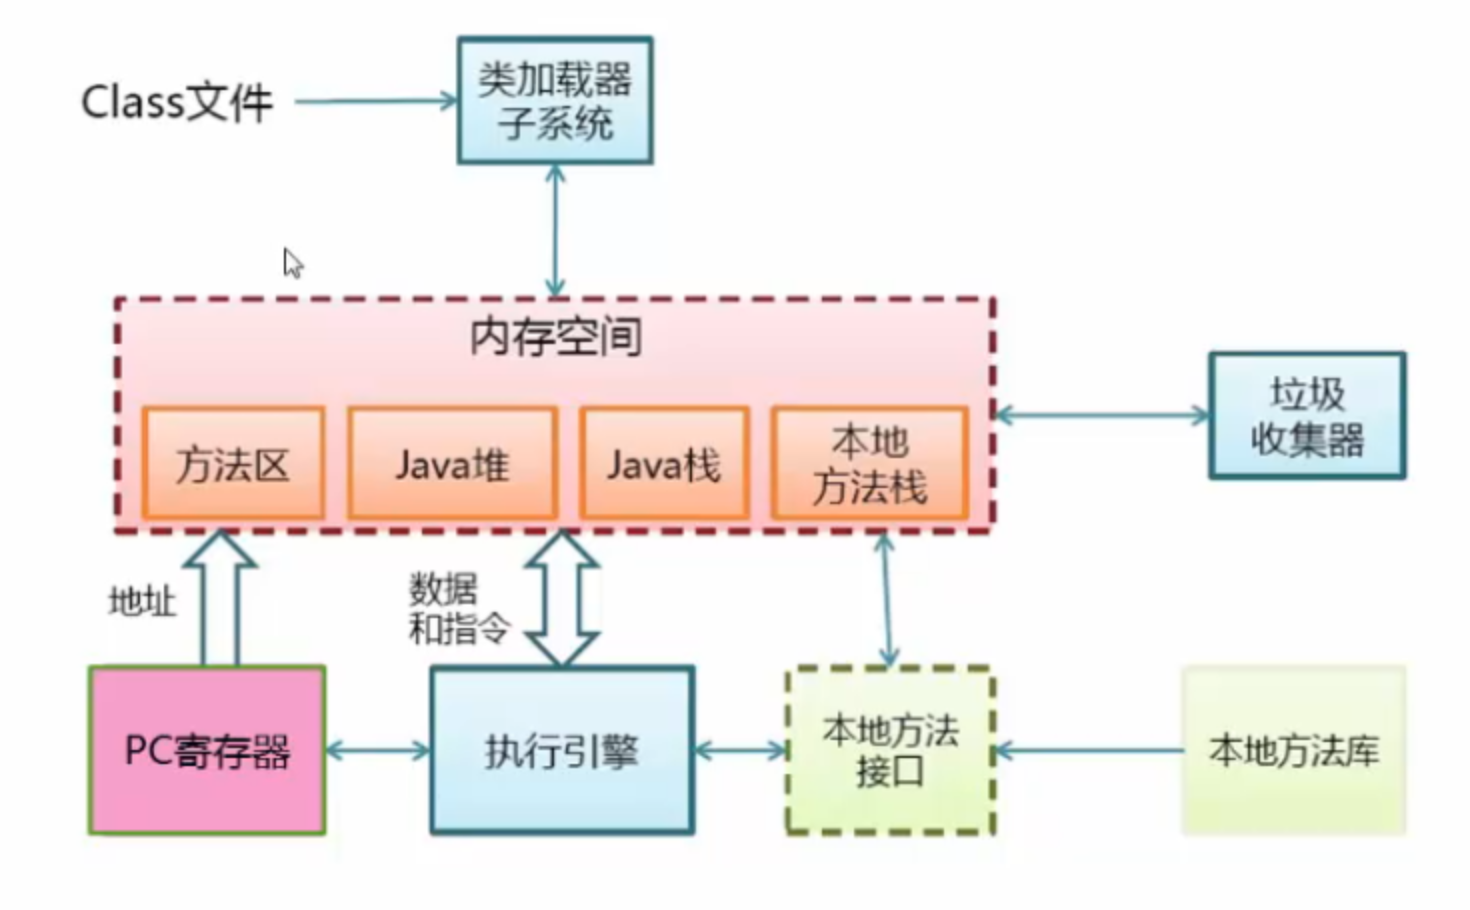 类加载器
子系统
Class文件
内存空间
方法区
Java堆
Java栈
本地
方法栈
垃圾
收集器
地址
数据
和指令
PC寄存器
执行引擎
本地方法
接口
本地方法库